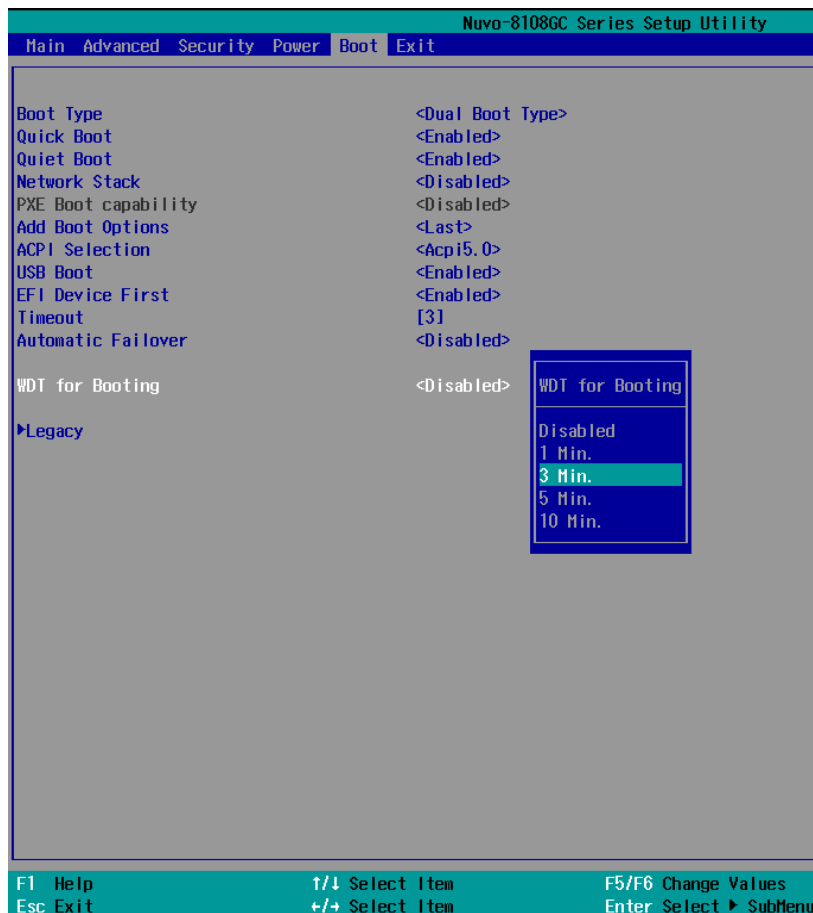 Nuvo-8108GC Series Setup Utility
Main Advanced Security Power Boot Exit
Boot Type <Dual Boot Type>
Quick Boot <Enabled>
Quiet Boot <Enabled>
Network Stack <Disabled>
PXE Boot capability <Disabled>
Add Boot Options <Last>
ACPI Selection <Acpi5.0>
USB Boot <Enabled>
EFI Device First <Enabled>
Timeout [3]
Automatic Failover <Disabled>
WDT for Booting <Disabled>
▶Legacy
WDT for Booting
Disabled
1 Min.
3 Min.
5 Min.
10 Min.
F1 Help ↑/↓ Select Item F5/F6 Change Values
Esc Exit ←/→ Select Item Enter Select ▶ SubMenu